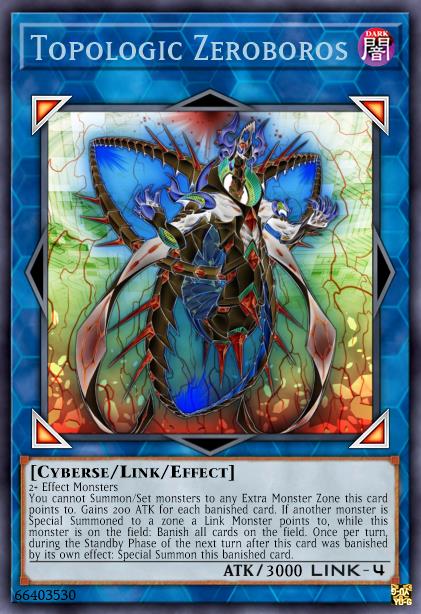 Topologic Zeroboros
DARK
闇
[Cyberse/Link/Effect]
2+ Effect Monsters
You cannot Summon/Set monsters to any Extra Monster Zone this card
points to. Gains 200 ATK for each banished card. If another monster is
Special Summoned to a zone a Link Monster points to, while this
monster is on the field: Banish all cards on the field. Once per turn,
during the Standby Phase of the next turn after this card was banished
by its own effect: Special Summon this banished card.
ATK/3000 LINK-4
66403530